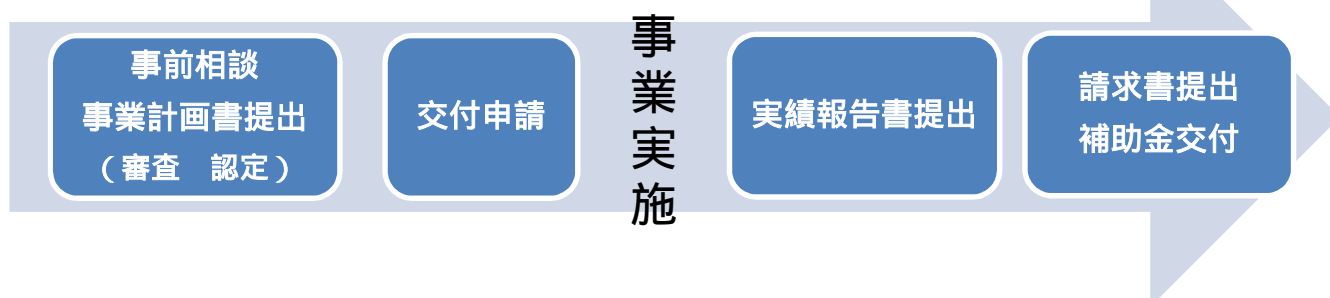 事前相談
事業計画書提出
（審査　認定）
交付申請
事業実施
実績報告書提出
請求書提出
補助金交付